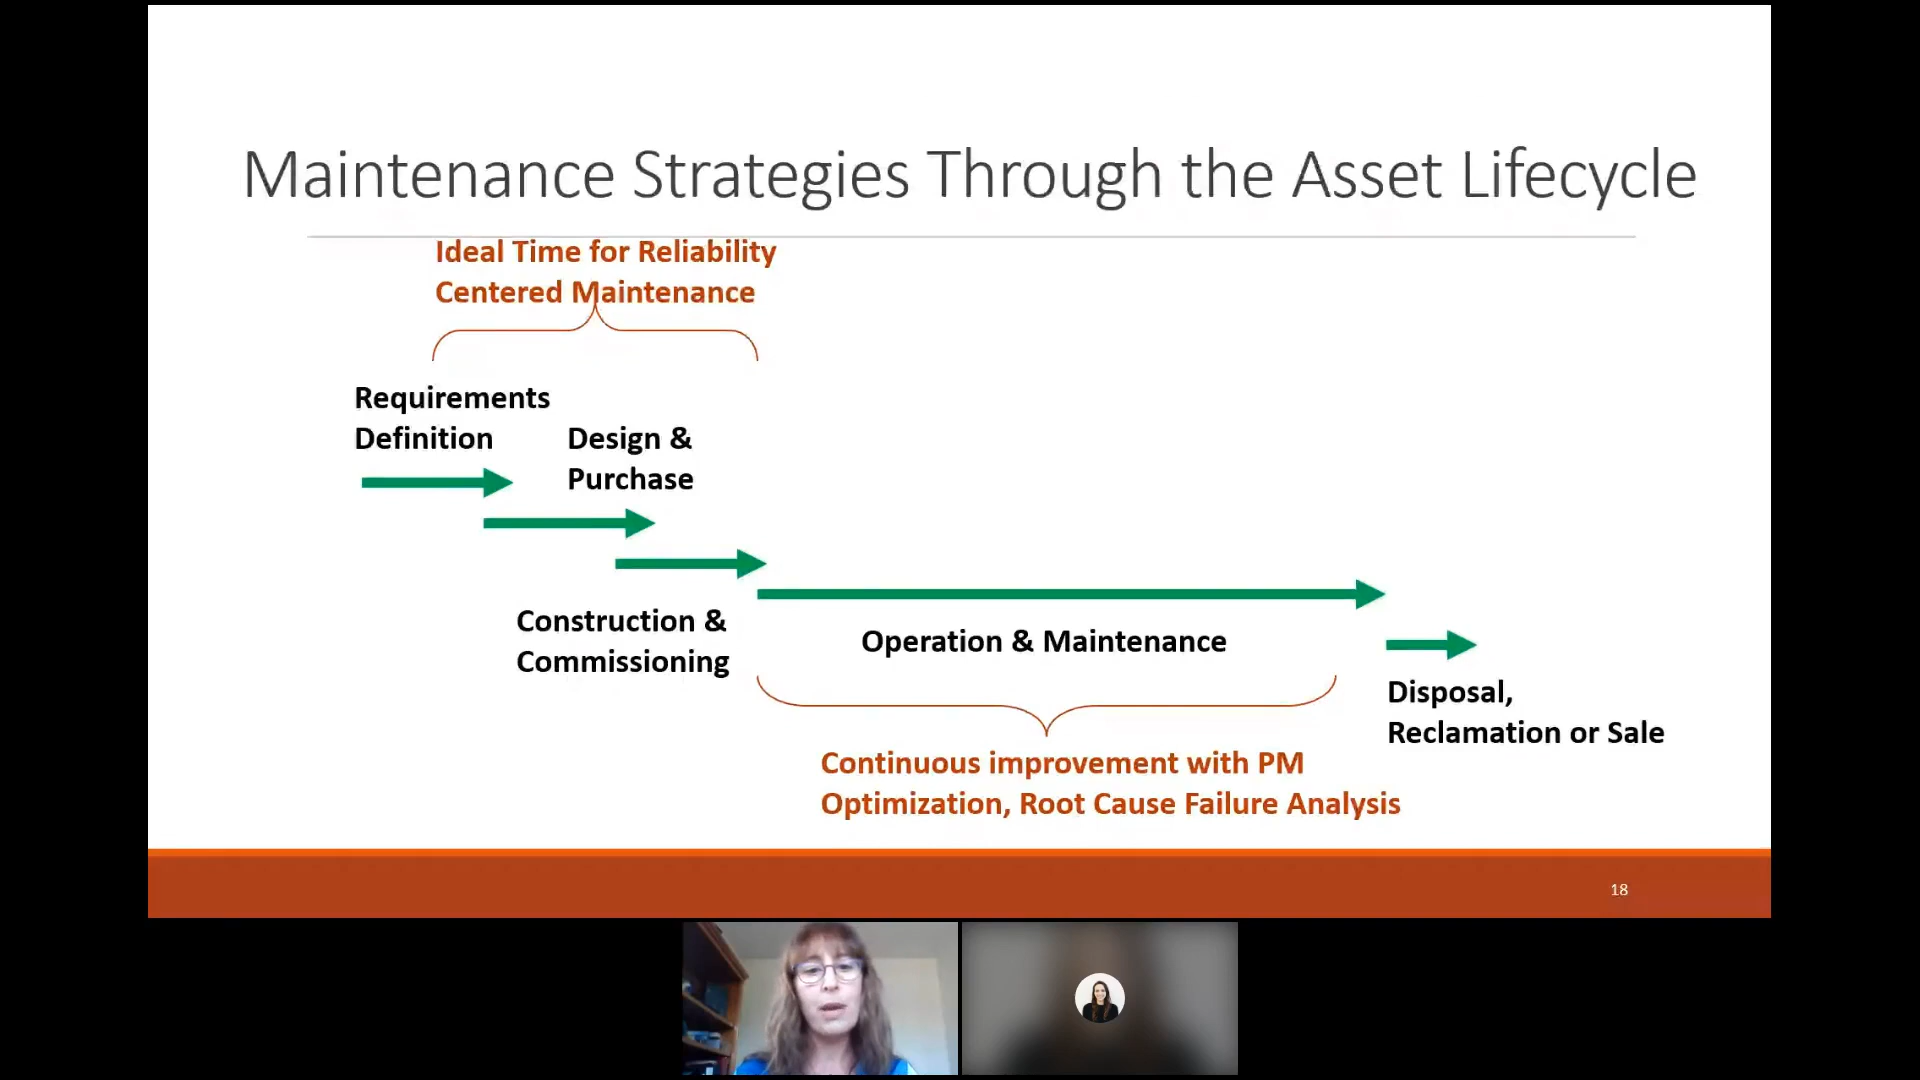 Maintenance Strategies Through the Asset Lifecycle
Ideal Time for Reliability
Centered Maintenance
Requirements
Definition
Design &
Purchase
Construction &
Commissioning
Operation & Maintenance
Disposal,
Reclamation or Sale
Continuous improvement with PM
Optimization, Root Cause Failure Analysis
18